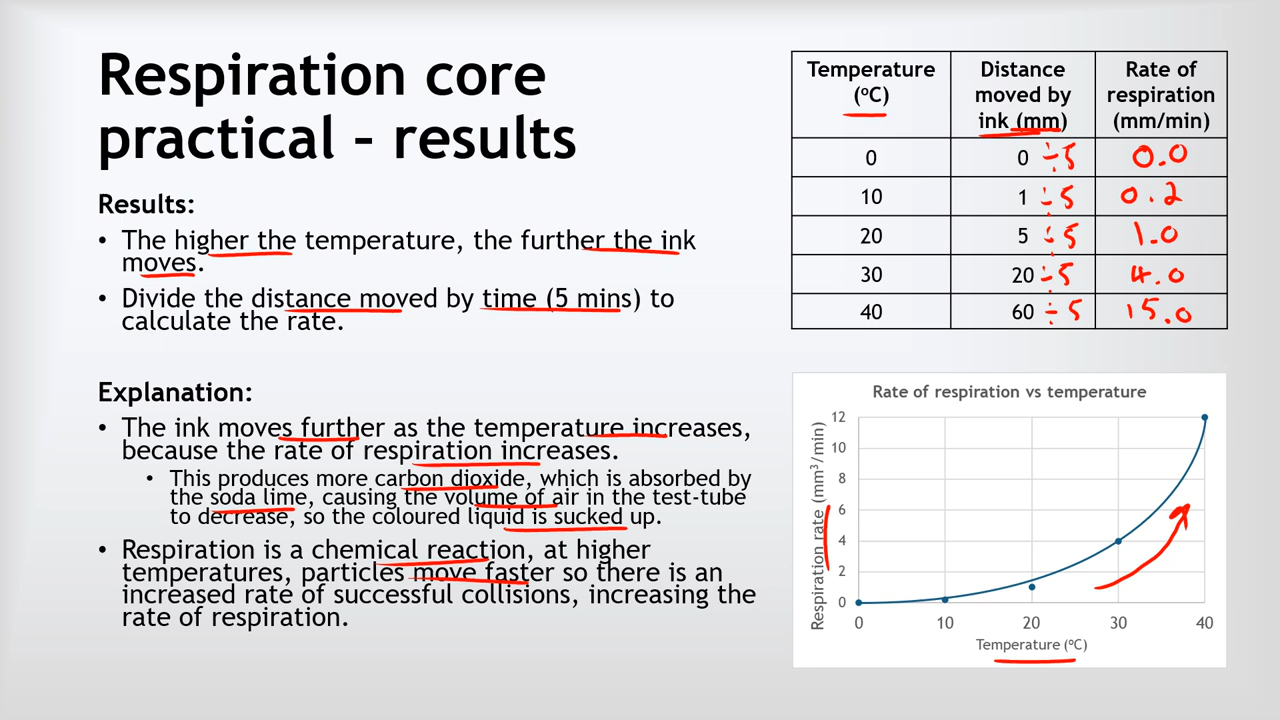 Respiration core
practical – results
Results:
• The higher the temperature, the further the ink
moves.
• Divide the distance moved by time (5 mins) to
calculate the rate.
Explanation:
• The ink moves further as the temperature increases,
because the rate of respiration increases.
• This produces more carbon dioxide, which is absorbed by
the soda lime, causing the volume of air in the test-tube
to decrease, so the coloured liquid is sucked up.
• Respiration is a chemical reaction, at higher
temperatures, particles move faster so there is an
increased rate of successful collisions, increasing the
rate of respiration.
Temperature (ºC) Distance moved by ink (mm) Rate of respiration (mm/min)
0 0 ÷5 0.0
10 1 ÷5 0.2
20 5 ÷5 1.0
30 20 ÷5 4.0
40 60 ÷5 15.0
Rate of respiration vs temperature
Respiration rate (mm³/min)
12
10
8
6
4
2
0
0 10 20 30 40
Temperature (ºC)